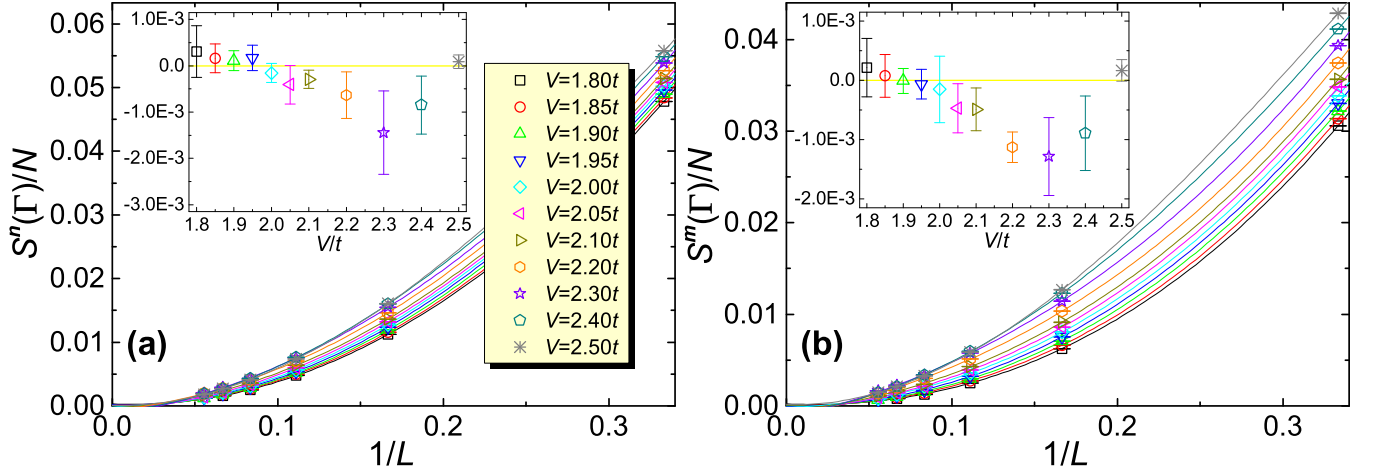 1.0E-3
0.0
-1.0E-3
-2.0E-3
-3.0E-3
1.8 1.9 2.0 2.1 2.2 2.3 2.4 2.5
V/t
0.06
0.05
0.04
0.03
0.02
0.01
0.00
S^n(Γ)/N
(a)
0.0 0.1 0.2 0.3
1/L
V=1.80t
V=1.85t
V=1.90t
V=1.95t
V=2.00t
V=2.05t
V=2.10t
V=2.20t
V=2.30t
V=2.40t
V=2.50t
1.0E-3
0.0
-1.0E-3
-2.0E-3
1.8 1.9 2.0 2.1 2.2 2.3 2.4 2.5
V/t
0.04
0.03
0.02
0.01
0.00
S^m(Γ)/N
(b)
0.0 0.1 0.2 0.3
1/L